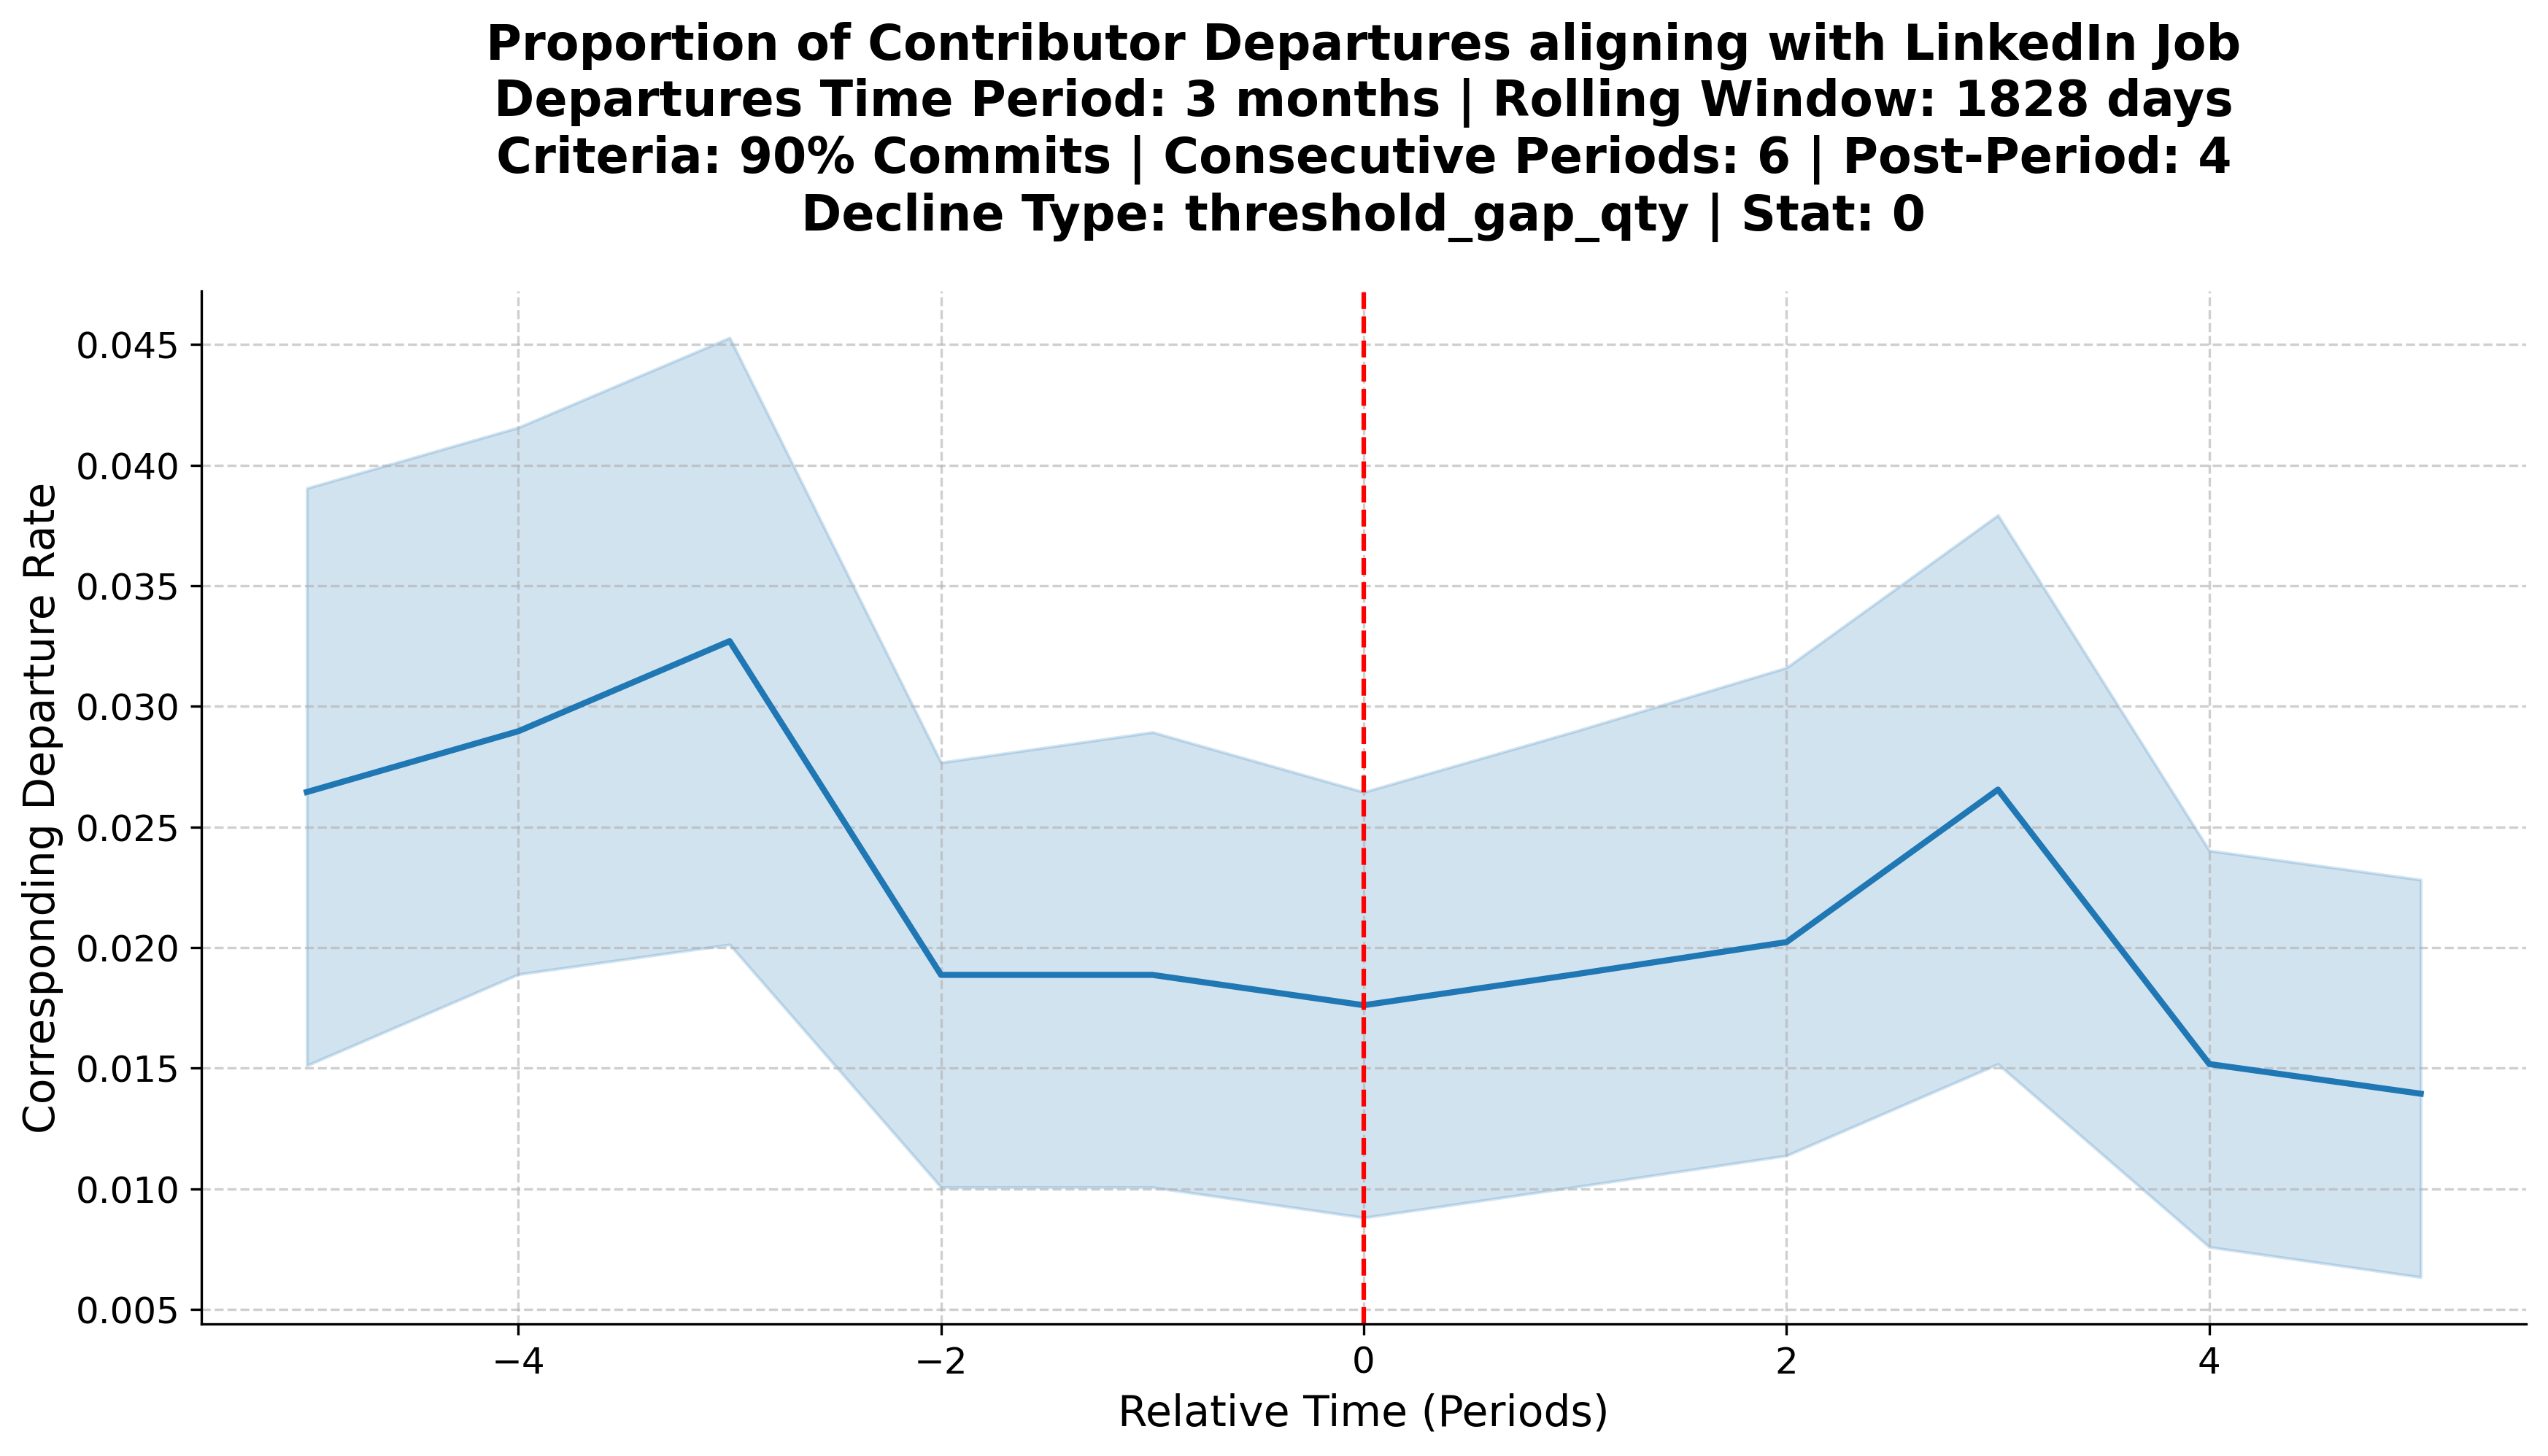 Proportion of Contributor Departures aligning with LinkedIn Job
Departures Time Period: 3 months | Rolling Window: 1828 days
Criteria: 90% Commits | Consecutive Periods: 6 | Post-Period: 4
Decline Type: threshold_gap_qty | Stat: 0
Corresponding Departure Rate
0.045
0.040
0.035
0.030
0.025
0.020
0.015
0.010
0.005
−4
−2
0
2
4
Relative Time (Periods)